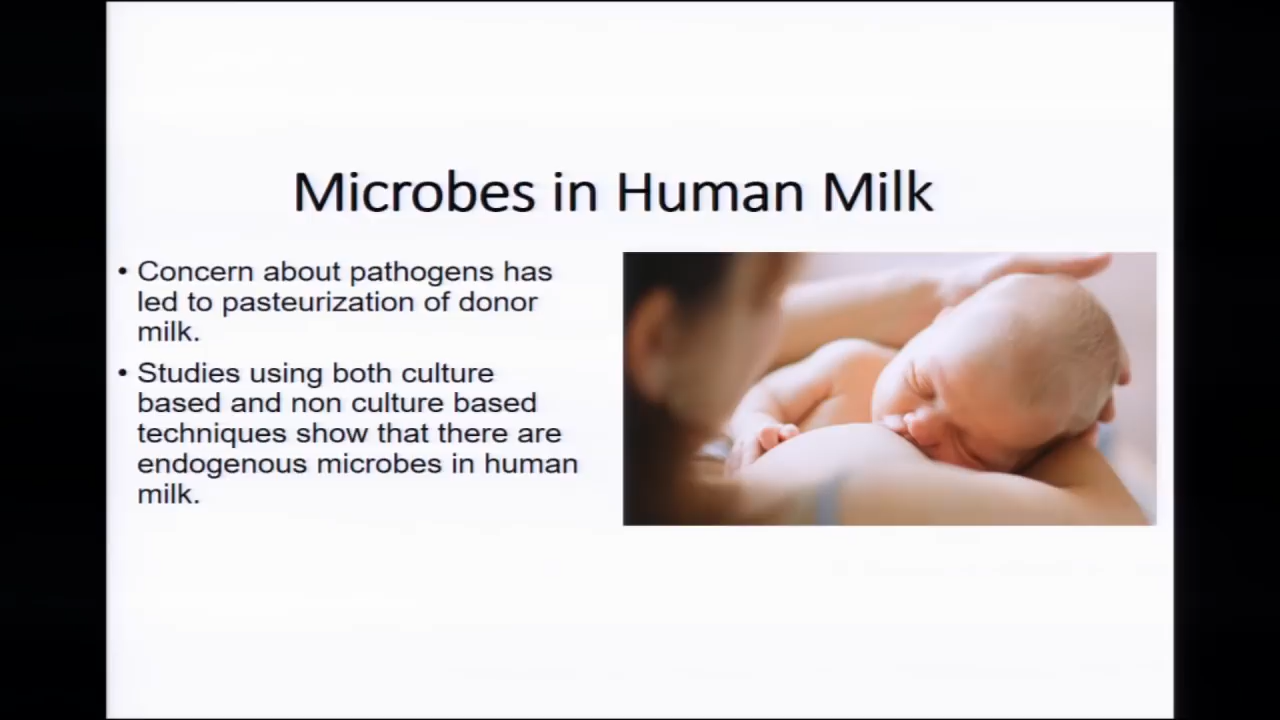 Microbes in Human Milk
• Concern about pathogens has
led to pasteurization of donor
milk.
• Studies using both culture
based and non culture based
techniques show that there are
endogenous microbes in human
milk.